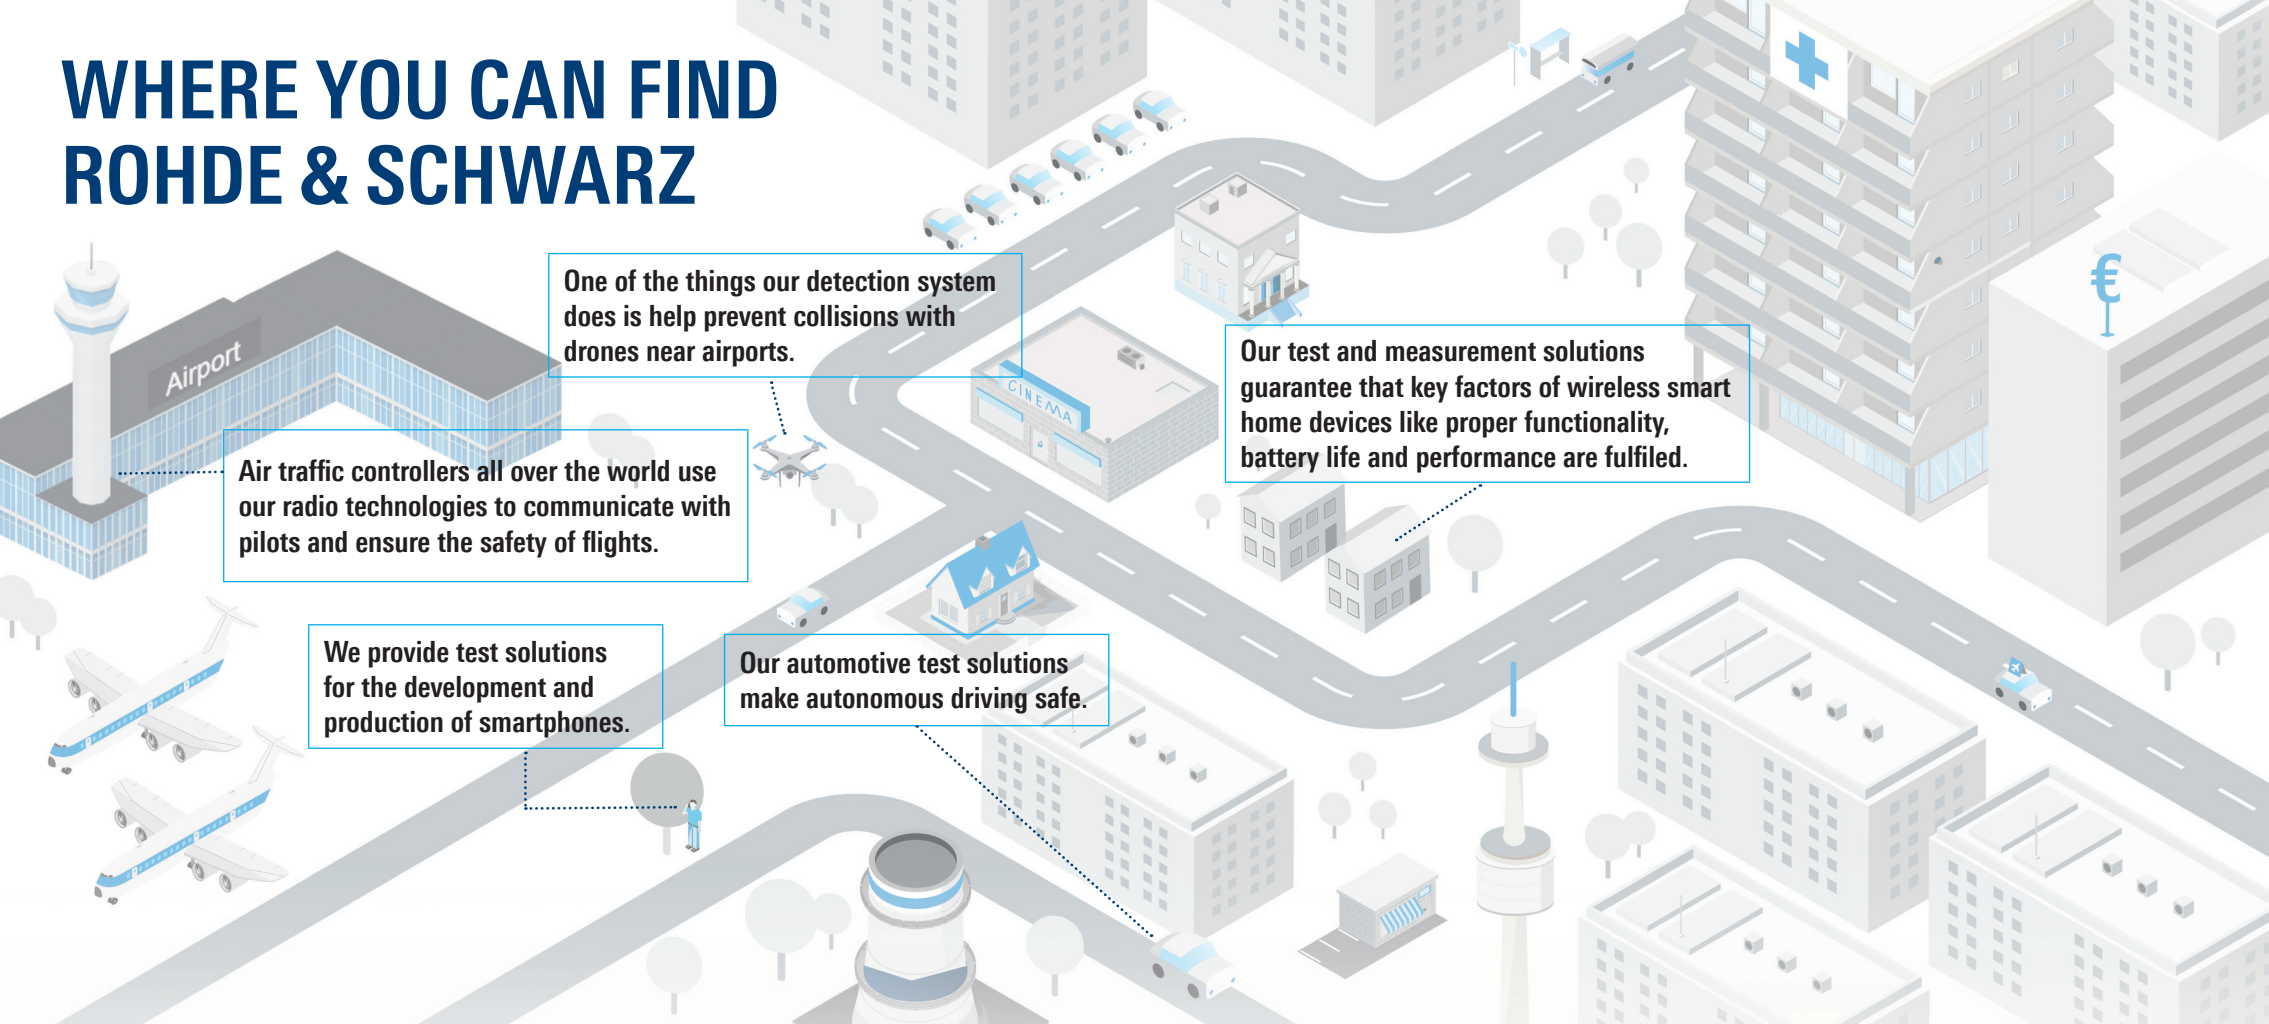 WHERE YOU CAN FIND
ROHDE & SCHWARZ
One of the things our detection system
does is help prevent collisions with
drones near airports.
Airport
CINEMA
€
Our test and measurement solutions
guarantee that key factors of wireless smart
home devices like proper functionality,
battery life and performance are fulfiled.
Air traffic controllers all over the world use
our radio technologies to communicate with
pilots and ensure the safety of flights.
We provide test solutions
for the development and
production of smartphones.
Our automotive test solutions
make autonomous driving safe.